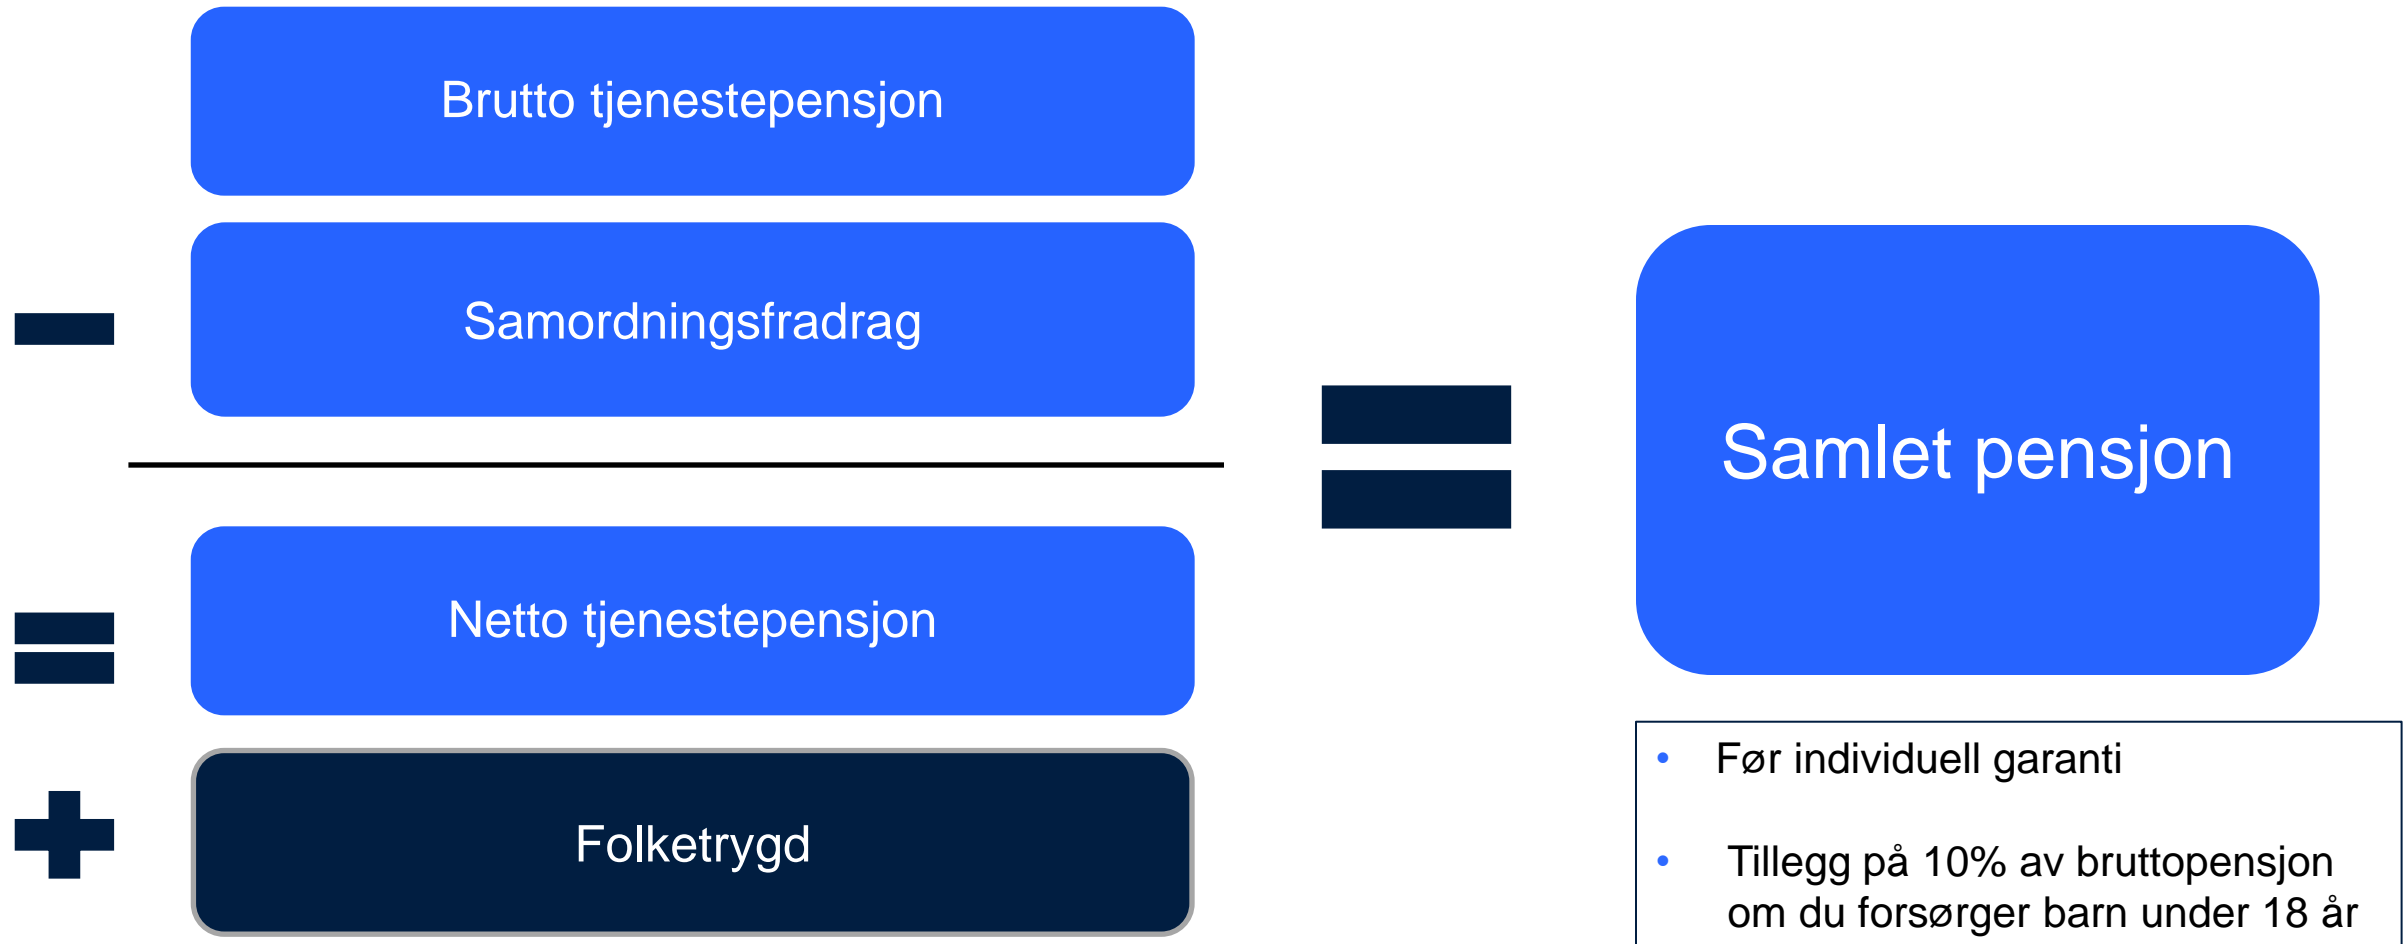 Brutto tjenestepensjon
Samordningsfradrag
Netto tjenestepensjon
Folketrygd
Samlet pensjon
• Før individuell garanti
• Tillegg på 10% av bruttopensjon
om du forsørger barn under 18 år